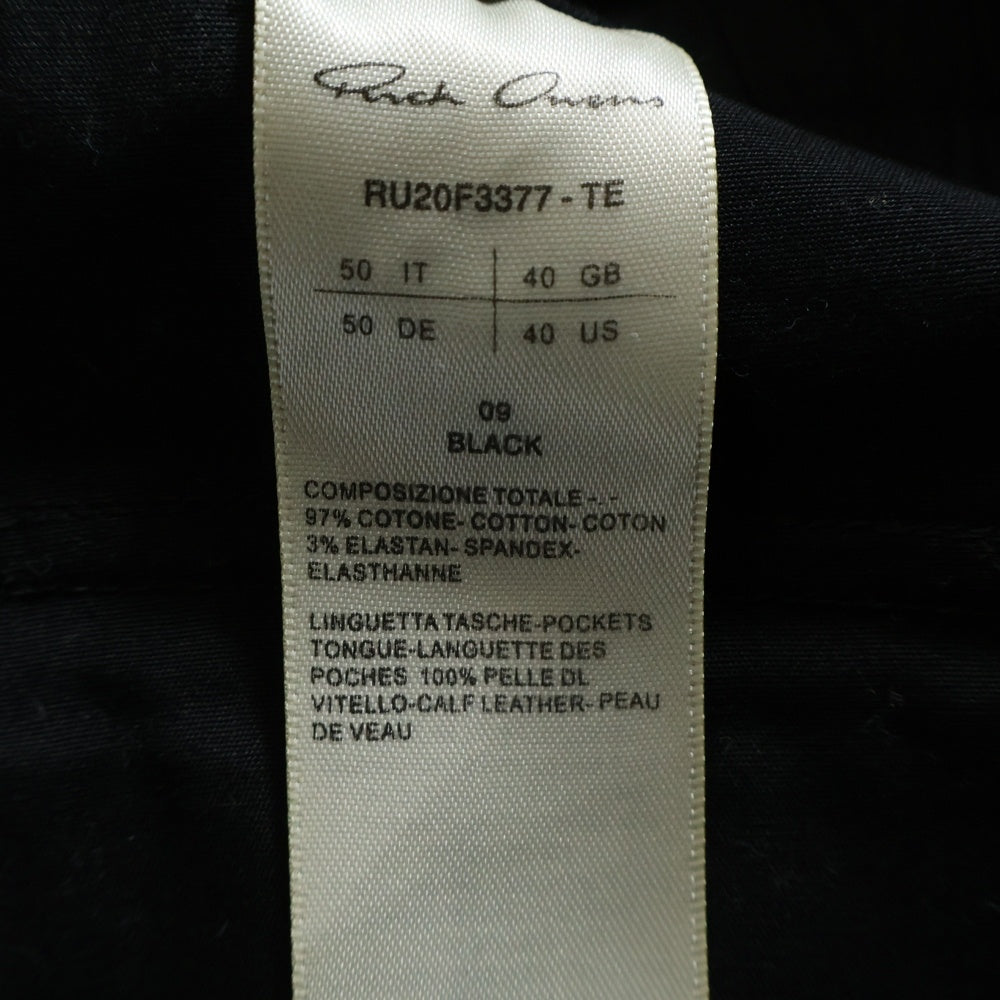 Rick Owens
RU20F3377 - TE
50 IT 40 GB
50 DE 40 US
09
BLACK
COMPOSIZIONE TOTALE-.-
97% COTONE- COTTON- COTON
3% ELASTAN- SPANDEX-
ELASTHANNE
LINGUETTA TASCHE-POCKETS
TONGUE-LANGUETTE DES
POCHES 100% PELLE DI
VITELLO-CALF LEATHER- PEAU
DE VEAU